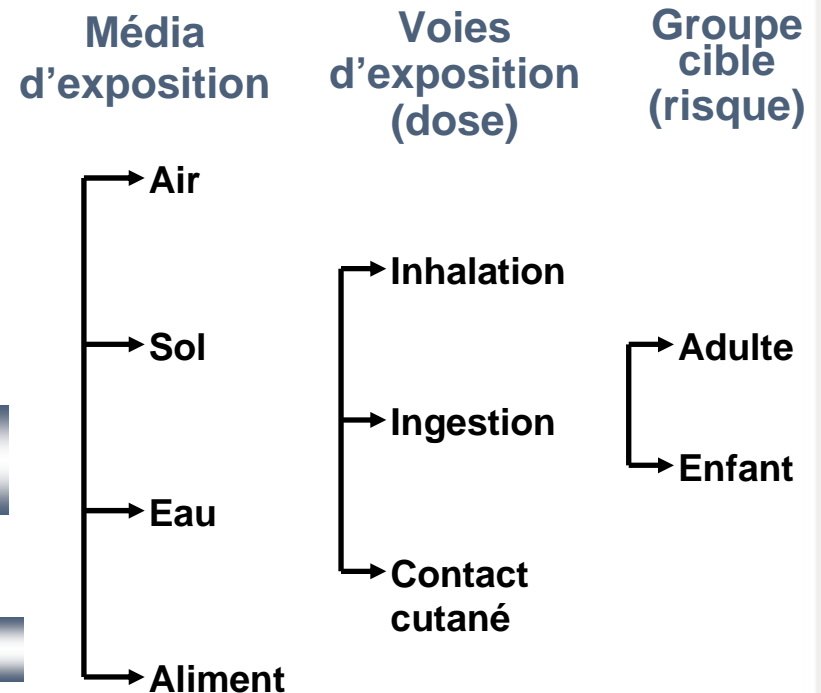 Média
d'exposition
Voies
d'exposition
(dose)
Groupe
cible
(risque)
Air
Sol
Eau
Aliment
Inhalation
Ingestion
Contact
cutané
Adulte
Enfant